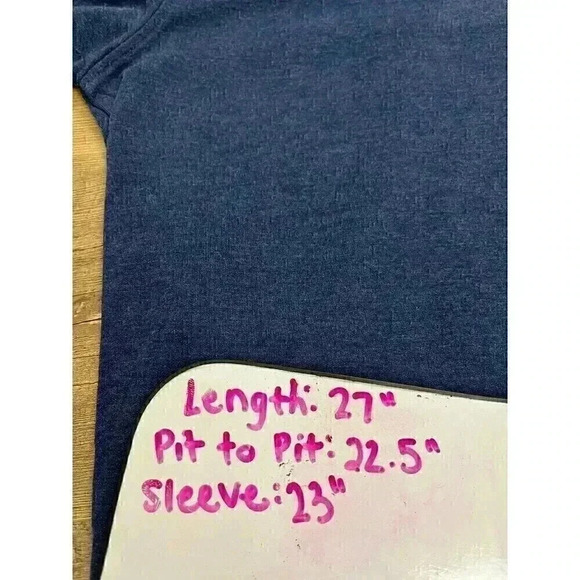 Length: 27"
Pit to Pit: 22.5"
Sleeve: 23"